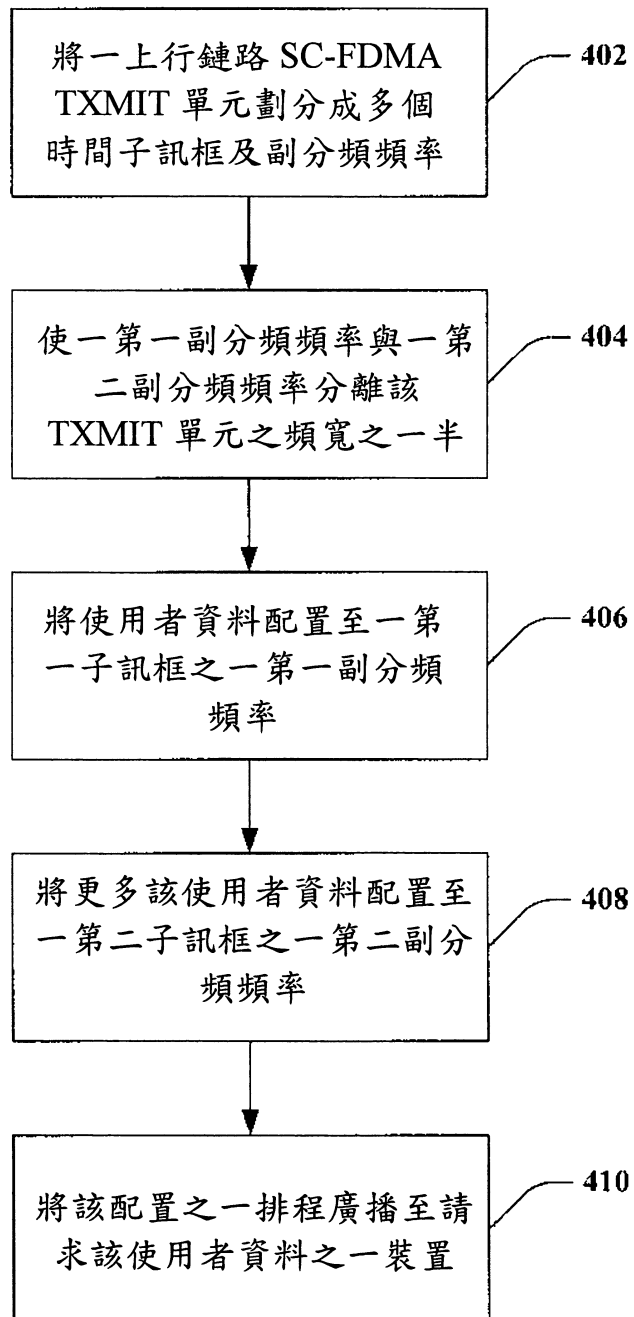 將一上行鏈路 SC-FDMA
TXMIT 單元劃分成多個
時間子訊框及副分頻頻率
402
使一第一副分頻頻率與一第
二副分頻頻率分離該
TXMIT 單元之頻寬之一半
404
將使用者資料配置至一第
一子訊框之一第一副分頻
頻率
406
將更多該使用者資料配置至
一第二子訊框之一第二副分
頻頻率
408
將該配置之一排程廣播至請
求該使用者資料之一裝置
410